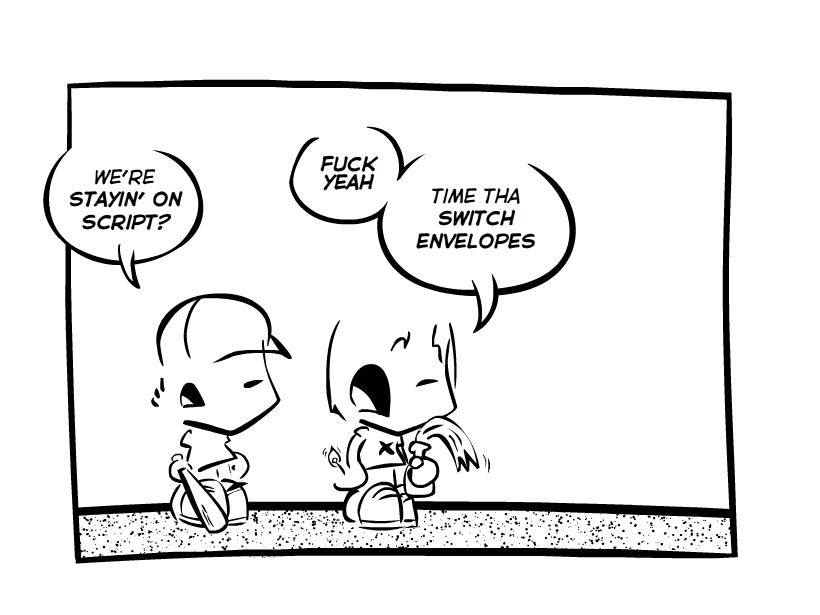 WE'RE
STAYIN' ON
SCRIPT?
FUCK
YEAH
TIME THA
SWITCH
ENVELOPES
X